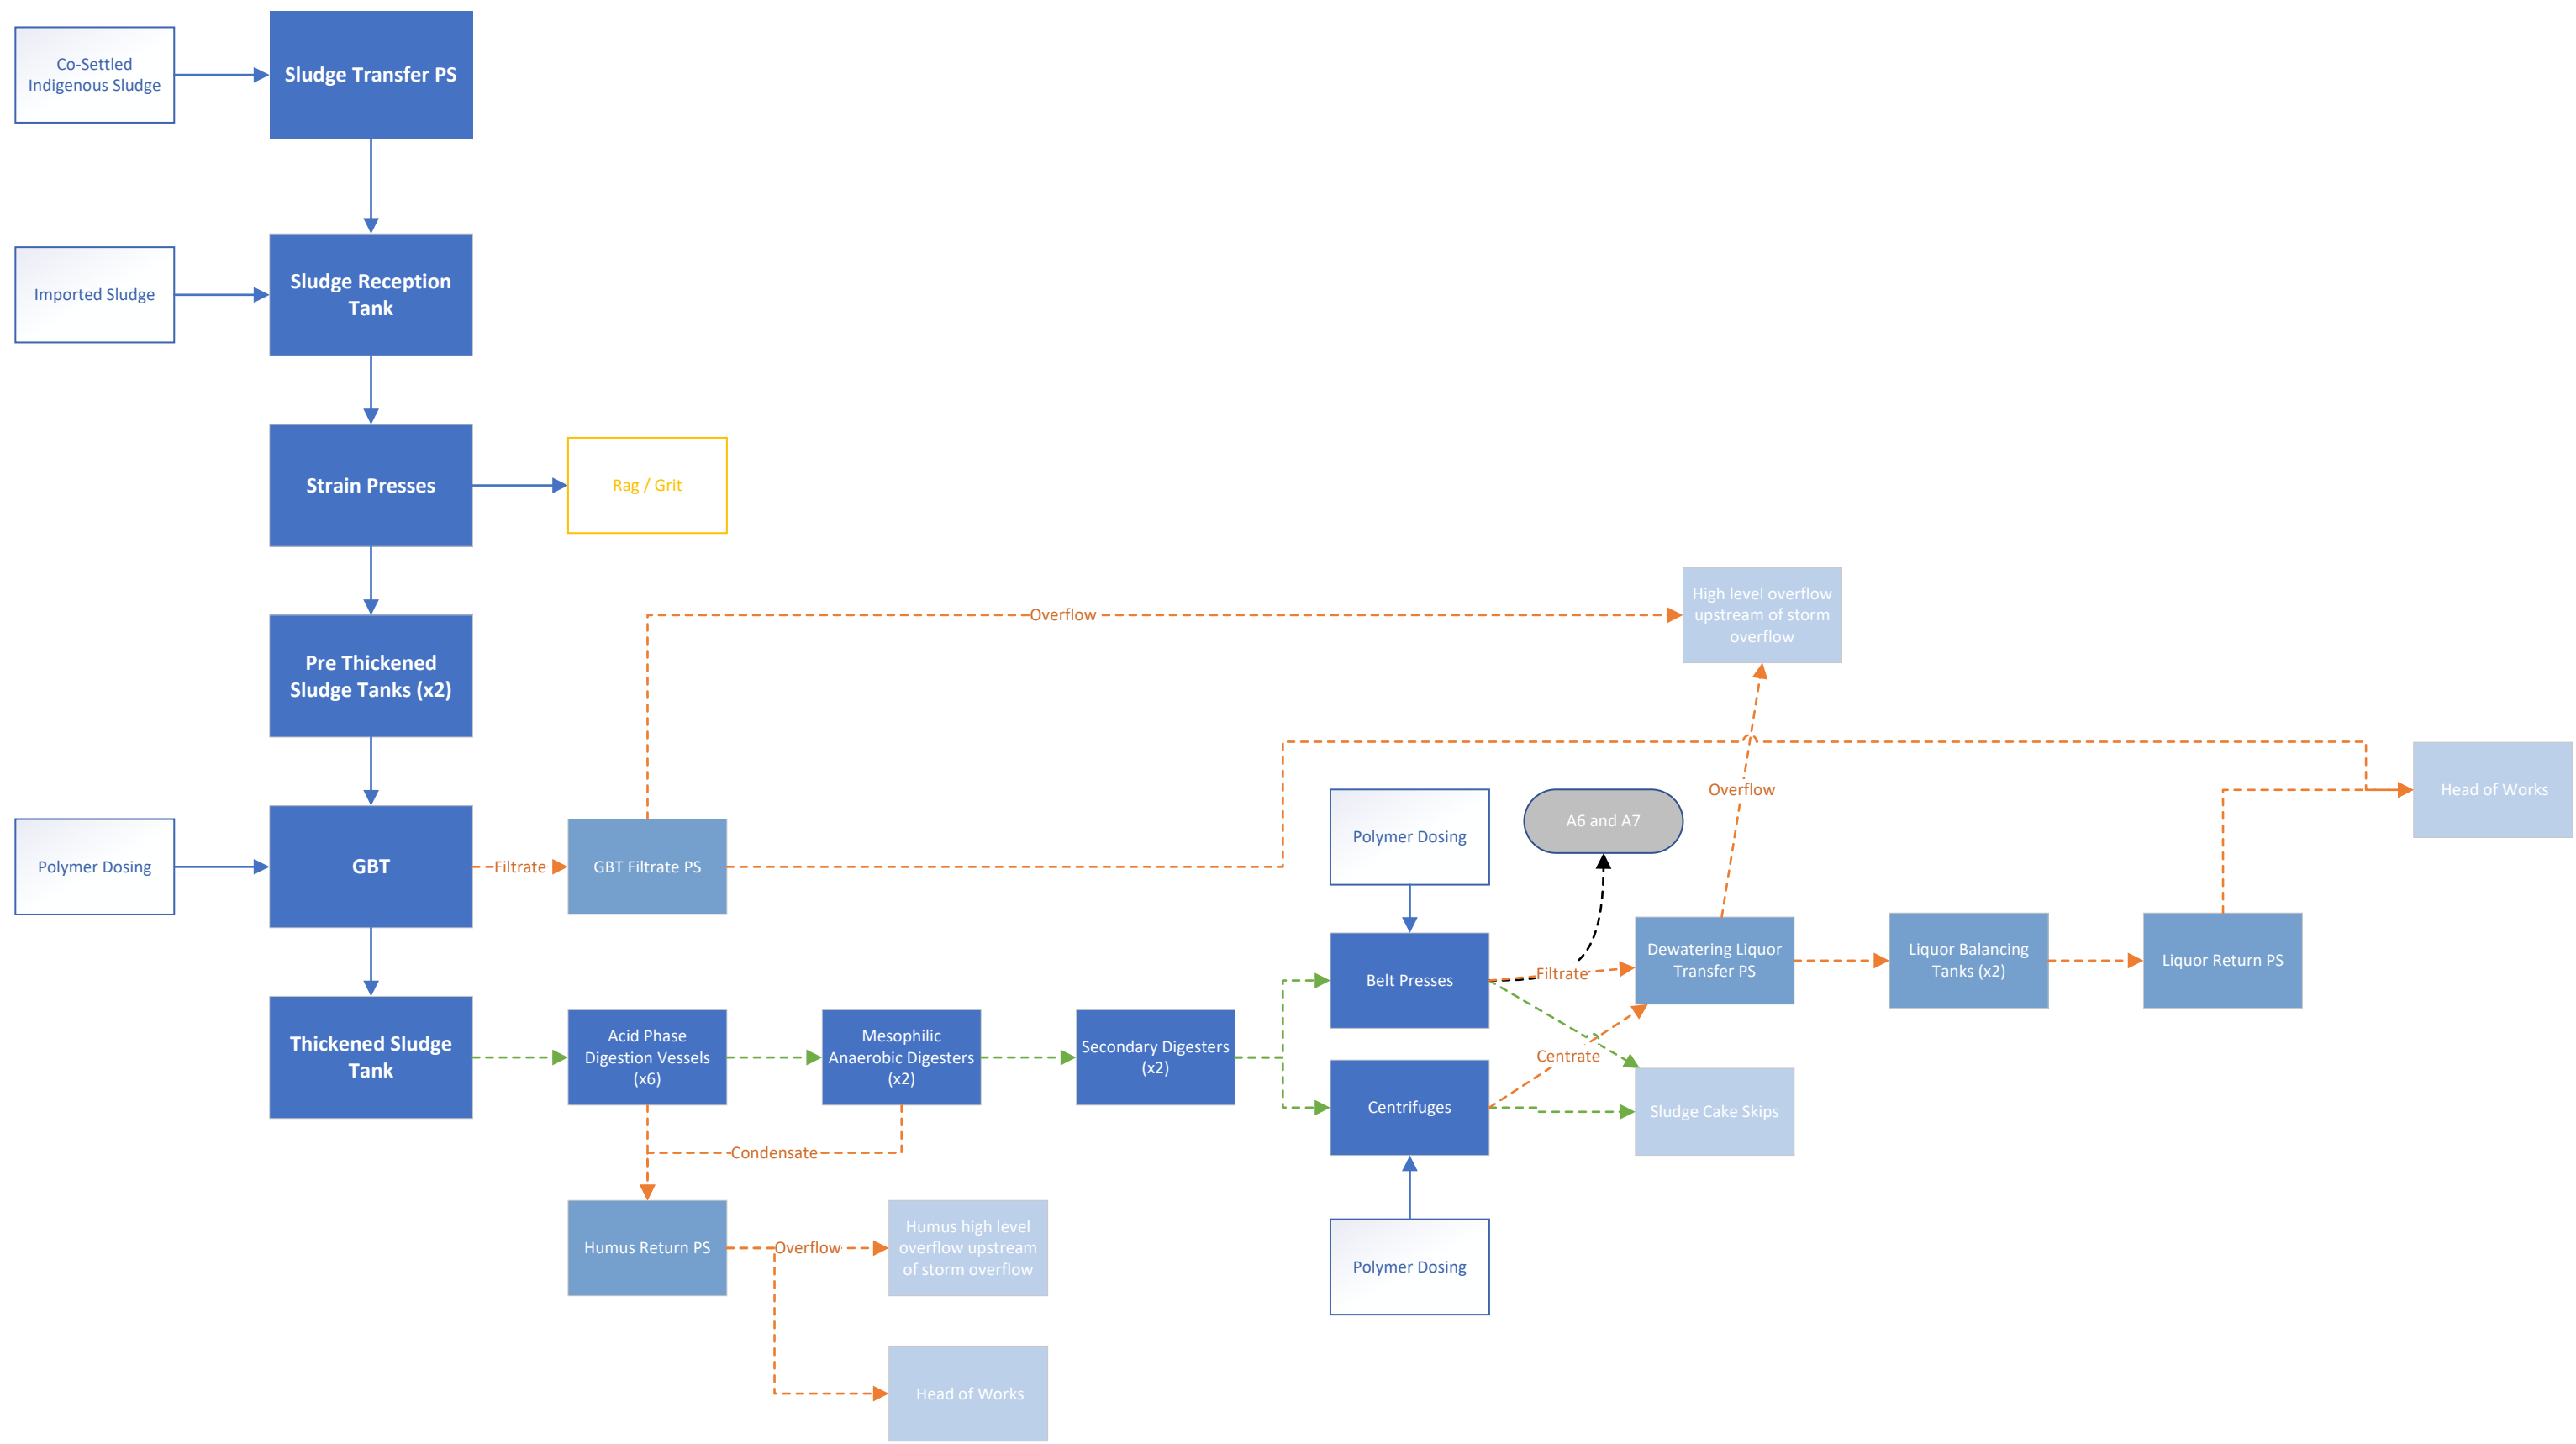 Co-Settled
Indigenous Sludge
Sludge Transfer PS
Imported Sludge
Sludge Reception
Tank
Strain Presses
Rag / Grit
Pre Thickened
Sludge Tanks (x2)
Overflow
High level overflow
upstream of storm
overflow
Polymer Dosing
GBT
Filtrate
GBT Filtrate PS
Polymer Dosing
A6 and A7
Overflow
Head of Works
Thickened Sludge
Tank
Acid Phase
Digestion Vessels
(x6)
Mesophilic
Anaerobic Digesters
(x2)
Secondary Digesters
(x2)
Belt Presses
Filtrate
Dewatering Liquor
Transfer PS
Liquor Balancing
Tanks (x2)
Liquor Return PS
Centrifuges
Centrate
Sludge Cake Skips
Condensate
Humus Return PS
Overflow
Humus high level
overflow upstream
of storm overflow
Polymer Dosing
Head of Works